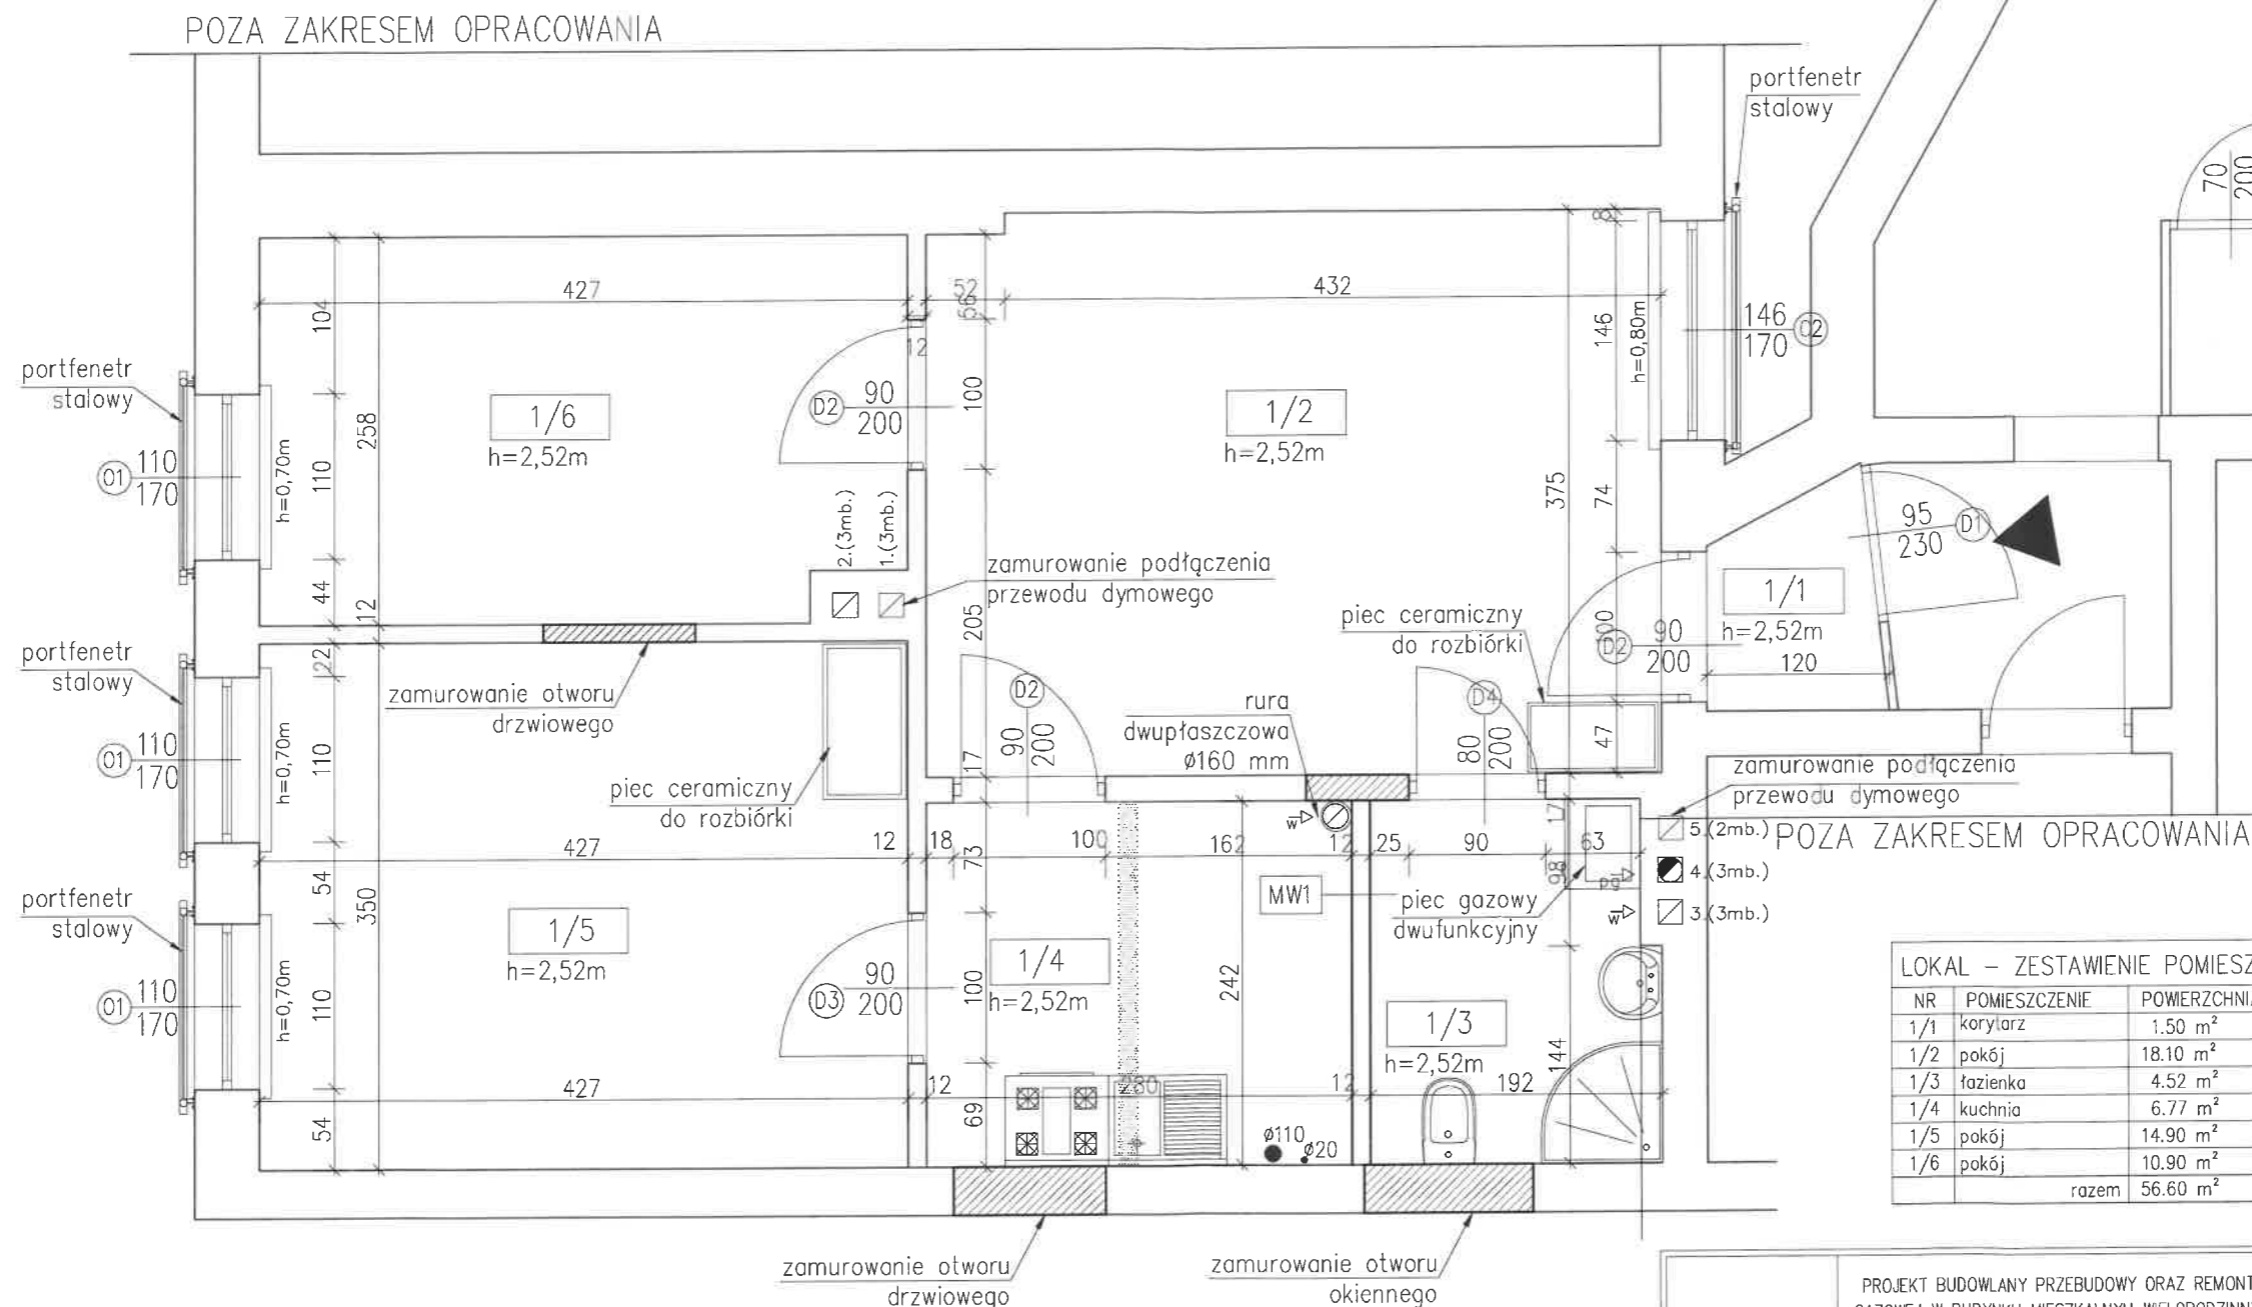 POZA ZAKRESEM OPRACOWANIA
portfenetr
stalowy
70
200
8
427
52
66
432
104
12
146
h=0,80m
146
170
O2
portfenetr
stalowy
O1
110
170
h=0,70m
110
258
1/6
h=2,52m
D2
90
200
100
1/2
h=2,52m
375
74
95
230
D1
2.(3mb.)
1.(3mb.)
44
12
zamurowanie podłączenia
przewodu dymowego
205
piec ceramiczny
do rozbiórki
100
D2
90
200
1/1
h=2,52m
120
portfenetr
stalowy
22
zamurowanie otworu
drzwiowego
D2
90
200
rura
dwupłaszczowa
ø160 mm
D4
80
200
47
O1
110
170
h=0,70m
110
17
piec ceramiczny
do rozbiórki
zamurowanie podłączenia
przewodu dymowego
17
5.(2mb.)
POZA ZAKRESEM OPRACOWANIA
427
12
18
73
100
162
12
25
90
63
98
portfenetr
stalowy
54
350
MW1
w
piec gazowy
dwufunkcyjny
pg
w
4.(3mb.)
3.(3mb.)
O1
110
170
h=0,70m
110
1/5
h=2,52m
D3
90
200
100
1/4
h=2,52m
242
1/3
h=2,52m
144
427
12
69
280
12
192
54
ø110
ø20
LOKAL – ZESTAWIENIE POMIESZ
NR POMIESZCZENIE POWIERZCHNI
1/1 korytarz 1.50 m²
1/2 pokój 18.10 m²
1/3 łazienka 4.52 m²
1/4 kuchnia 6.77 m²
1/5 pokój 14.90 m²
1/6 pokój 10.90 m²
razem 56.60 m²
zamurowanie otworu
drzwiowego
zamurowanie otworu
okiennego
PROJEKT BUDOWLANY PRZEBUDOWY ORAZ REMONT